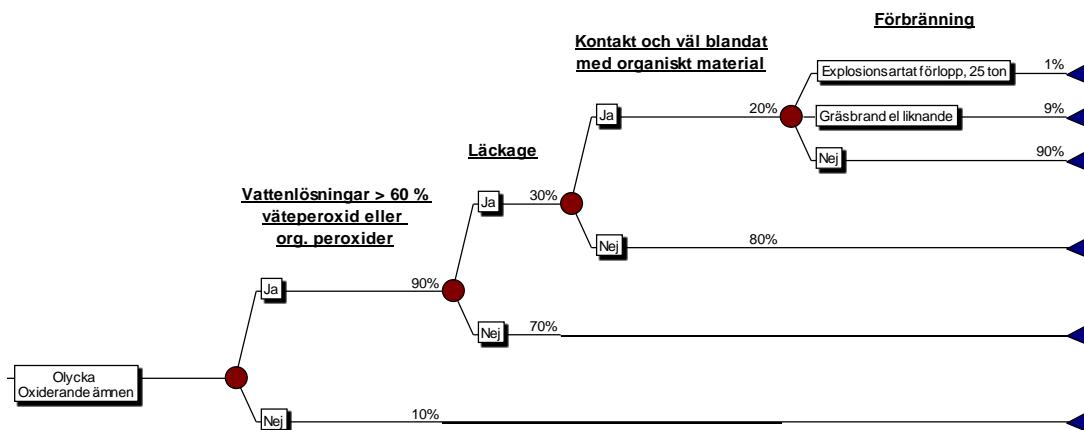 Förbränning
Kontakt och väl blandat
med organiskt material
Explosionsartat förlopp, 25 ton
1%
Ja
20%
Gräsbrand el liknande
9%
Läckage
Nej
90%
Vattenlösningar > 60 %
väteperoxid eller
org. peroxider
Ja
30%
Nej
80%
Ja
90%
Nej
70%
Olycka
Oxiderande ämnen
Nej
10%